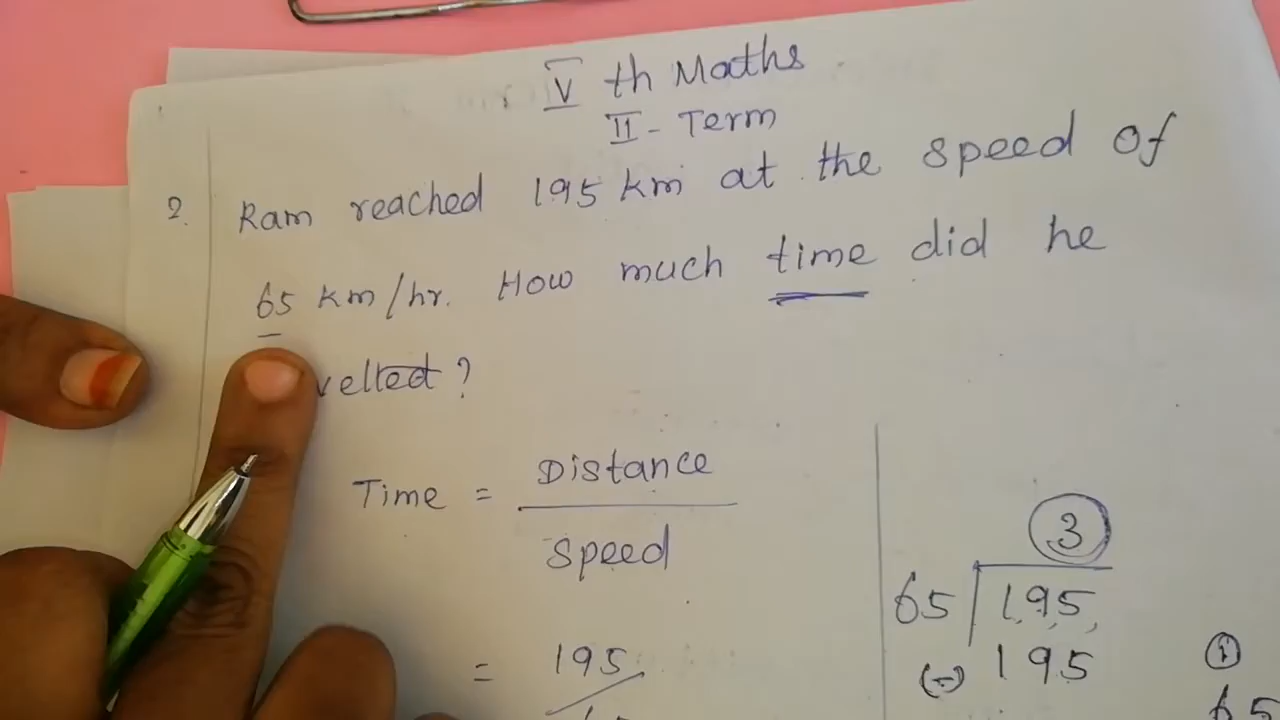 V th Maths
II - Term
2. Ram reached 195 km at the speed of
65 km/hr. How much time did he
?
Time = Distance
Speed
= 195
3
65 195
(-) 195
65